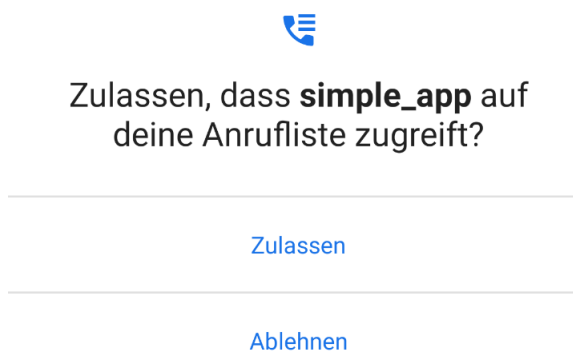 Zulassen, dass simple_app auf
deine Anrufliste zugreift?
Zulassen
Ablehnen